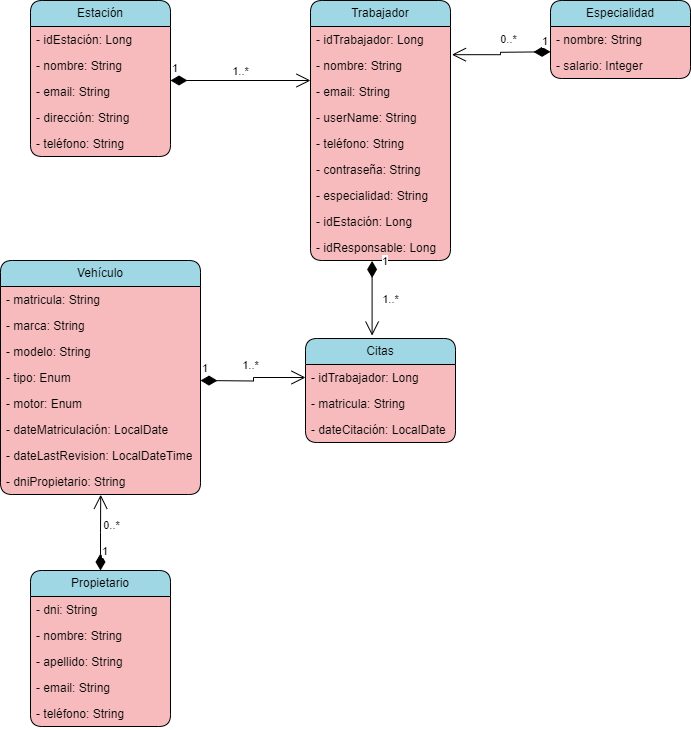 Estación
- idEstación: Long
- nombre: String
- email: String
- dirección: String
- teléfono: String
1
1..*
Trabajador
- idTrabajador: Long
- nombre: String
- email: String
- userName: String
- teléfono: String
- contraseña: String
- especialidad: String
- idEstación: Long
- idResponsable: Long
0..*
1
Especialidad
- nombre: String
- salario: Integer
1
1..*
Vehículo
- matricula: String
- marca: String
- modelo: String
- tipo: Enum
- motor: Enum
- dateMatriculación: LocalDate
- dateLastRevision: LocalDateTime
- dniPropietario: String
1
1..*
Citas
- idTrabajador: Long
- matricula: String
- dateCitación: LocalDate
0..*
1
Propietario
- dni: String
- nombre: String
- apellido: String
- email: String
- teléfono: String